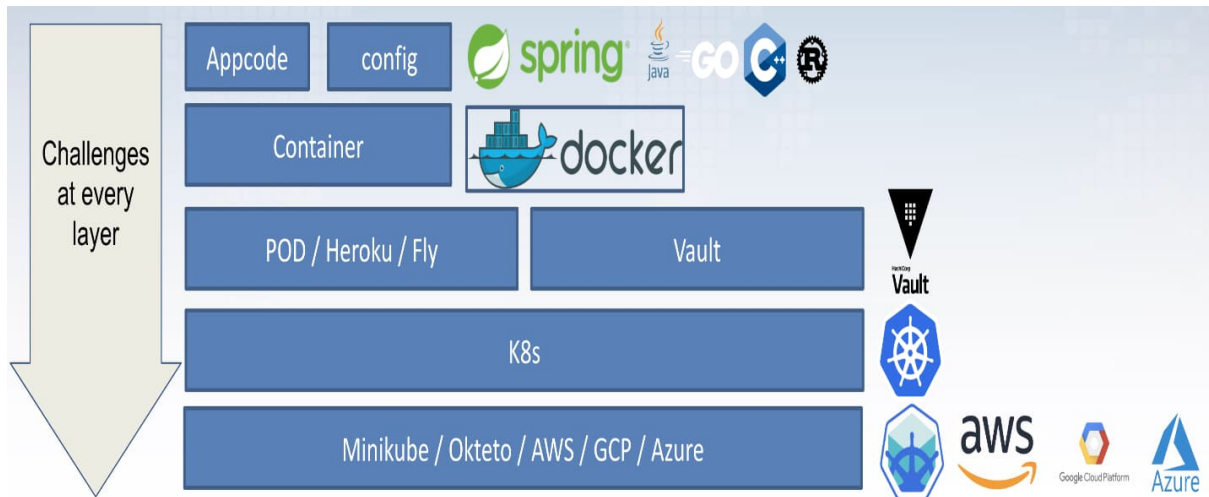 Challenges
at every
layer
Appcode
config
spring
Java
GO
C++
R
Container
docker
POD / Heroku / Fly
Vault
HashiCorp
Vault
K8s
Minikube / Okteto / AWS / GCP / Azure
aws
Google Cloud Platform
Azure